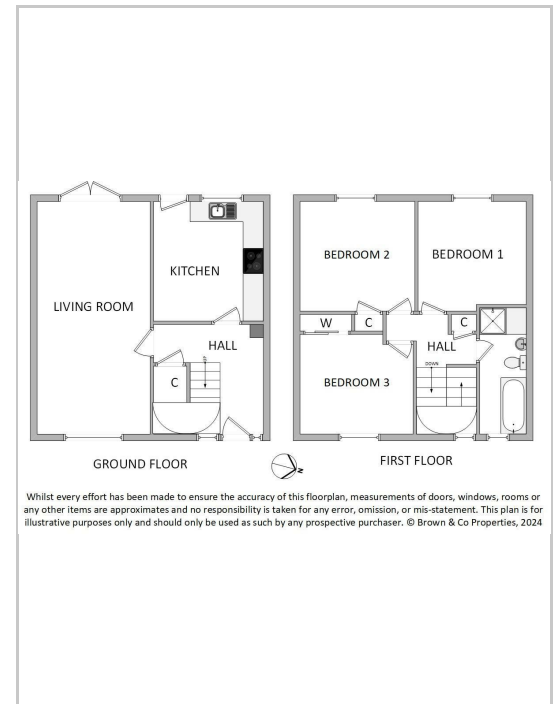 LIVING ROOM
KITCHEN
HALL
UP
C
GROUND FLOOR
BEDROOM 2
BEDROOM 1
W
C
C
HALL
DOWN
BEDROOM 3
N
FIRST FLOOR
Whilst every effort has been made to ensure the accuracy of this floorplan, measurements of doors, windows, rooms or
any other items are approximates and no responsibility is taken for any error, omission, or mis-statement. This plan is for
illustrative purposes only and should only be used as such by any prospective purchaser. © Brown & Co Properties, 2024